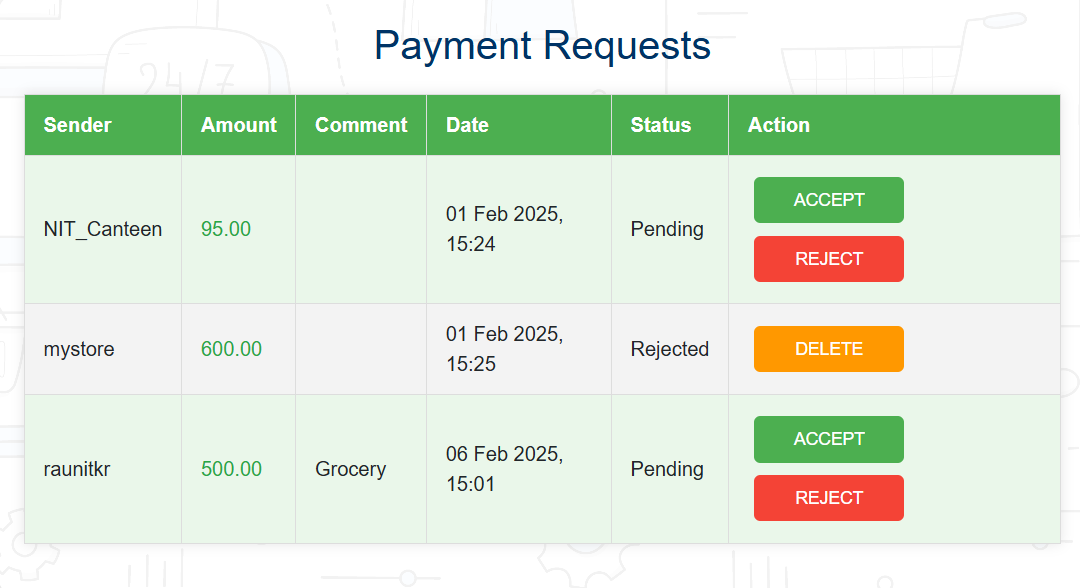 Payment Requests
24/7
Sender Amount Comment Date Status Action
NIT_Canteen 95.00 01 Feb 2025, 15:24 Pending ACCEPT REJECT
mystore 600.00 01 Feb 2025, 15:25 Rejected DELETE
raunitkr 500.00 Grocery 06 Feb 2025, 15:01 Pending ACCEPT REJECT